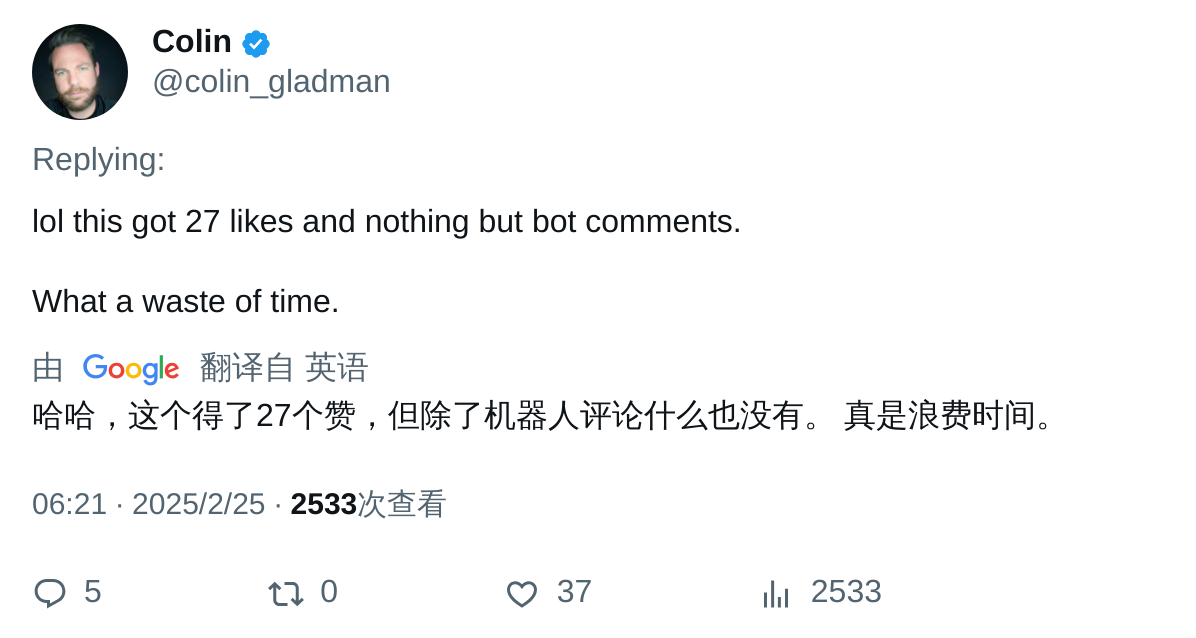 Colin
@colin_gladman
Replying:
lol this got 27 likes and nothing but bot comments.
What a waste of time.
由 Google 翻译自 英语
哈哈，这个得了27个赞，但除了机器人评论什么也没有。 真是浪费时间。
06:21 · 2025/2/25 · 2533次查看
5 0 37 2533